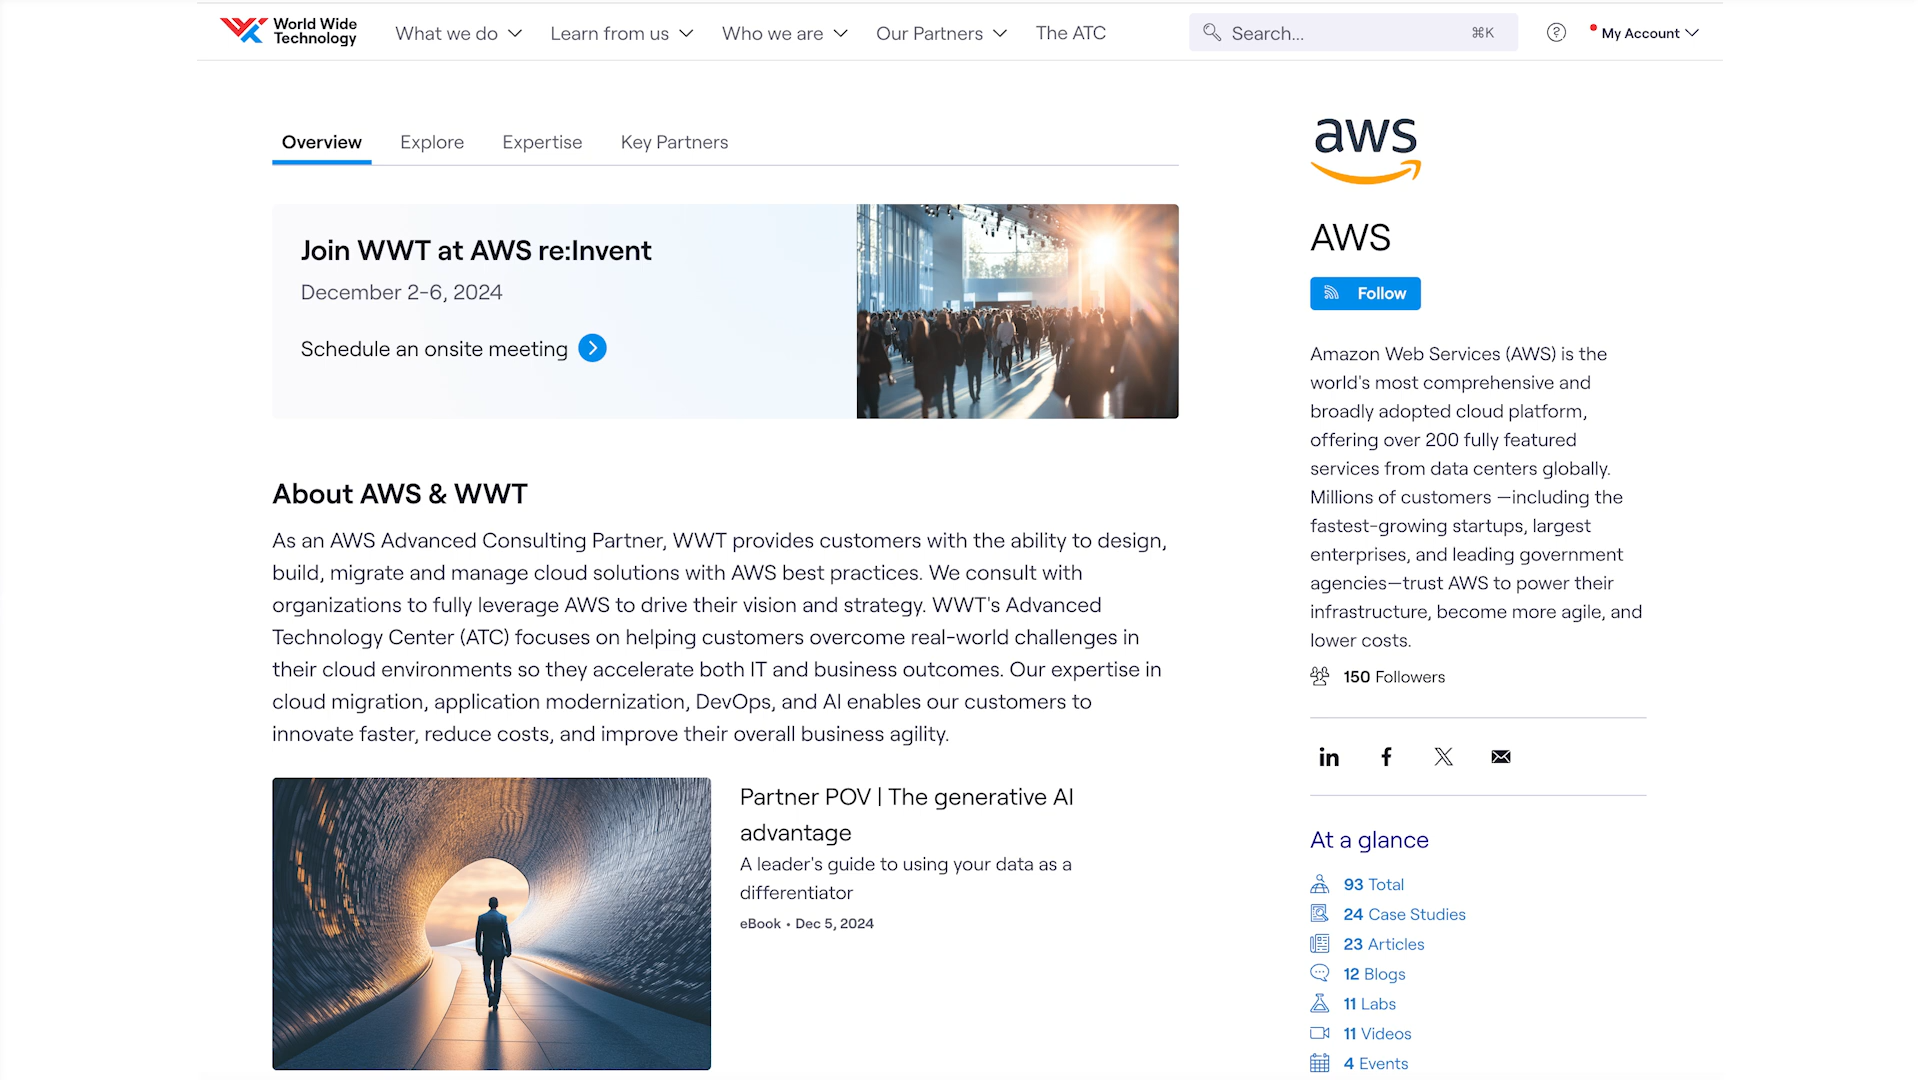 World Wide
Technology
What we do
Learn from us
Who we are
Our Partners
The ATC
Search...
⌘K
?
My Account
Overview
Explore
Expertise
Key Partners
Join WWT at AWS re:Invent
December 2-6, 2024
Schedule an onsite meeting
About AWS & WWT
As an AWS Advanced Consulting Partner, WWT provides customers with the ability to design,
build, migrate and manage cloud solutions with AWS best practices. We consult with
organizations to fully leverage AWS to drive their vision and strategy. WWT's Advanced
Technology Center (ATC) focuses on helping customers overcome real-world challenges in
their cloud environments so they accelerate both IT and business outcomes. Our expertise in
cloud migration, application modernization, DevOps, and AI enables our customers to
innovate faster, reduce costs, and improve their overall business agility.
Partner POV | The generative AI
advantage
A leader's guide to using your data as a
differentiator
eBook • Dec 5, 2024
aws
AWS
Follow
Amazon Web Services (AWS) is the
world's most comprehensive and
broadly adopted cloud platform,
offering over 200 fully featured
services from data centers globally.
Millions of customers —including the
fastest-growing startups, largest
enterprises, and leading government
agencies—trust AWS to power their
infrastructure, become more agile, and
lower costs.
150 Followers
in
f
X
At a glance
93 Total
24 Case Studies
23 Articles
12 Blogs
11 Labs
11 Videos
4 Events